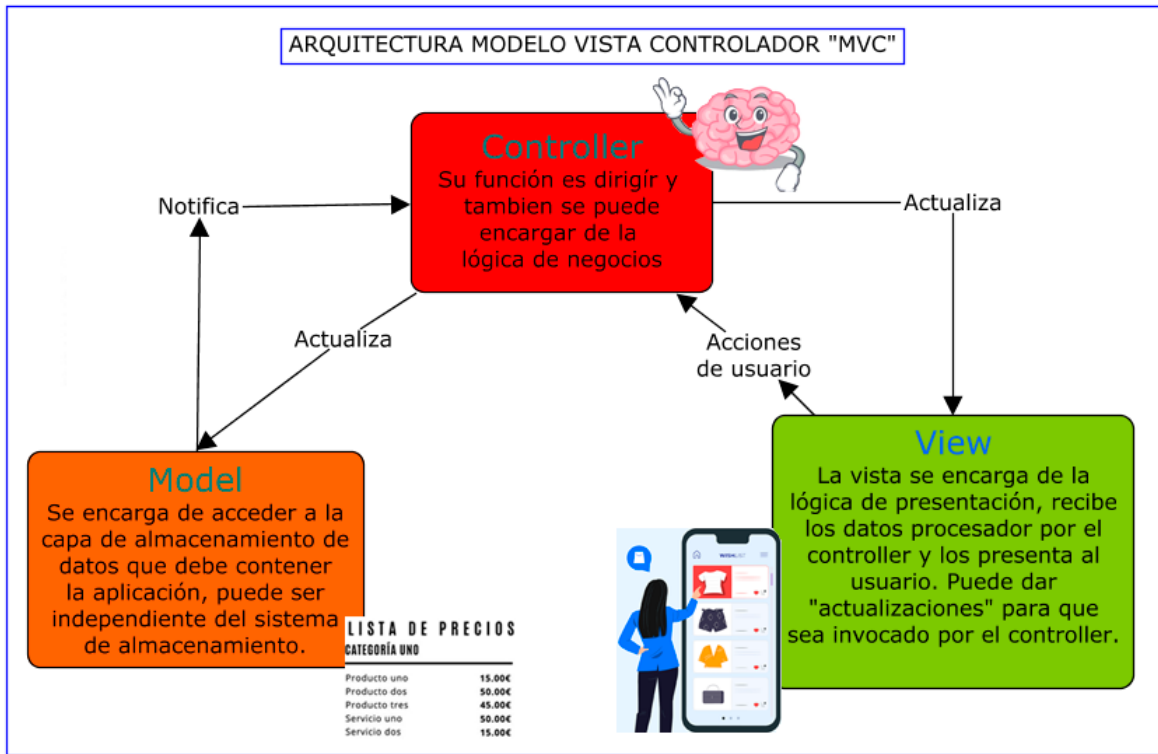 ARQUITECTURA MODELO VISTA CONTROLADOR "MVC"
Controller
Su función es dirigír y
tambien se puede
encargar de la
lógica de negocios
Notifica
Actualiza
Actualiza
Acciones
de usuario
Model
Se encarga de acceder a la
capa de almacenamiento de
datos que debe contener
la aplicación, puede ser
independiente del sistema
de almacenamiento.
View
La vista se encarga de la
lógica de presentación, recibe
los datos procesador por el
controller y los presenta al
usuario. Puede dar
"actualizaciones" para que
sea invocado por el controller.
LISTA DE PRECIOS
CATEGORÍA UNO
Producto uno 15.00€
Producto dos 50.00€
Producto tres 45.00€
Servicio uno 50.00€
Servicio dos 15.00€
WISHLIST